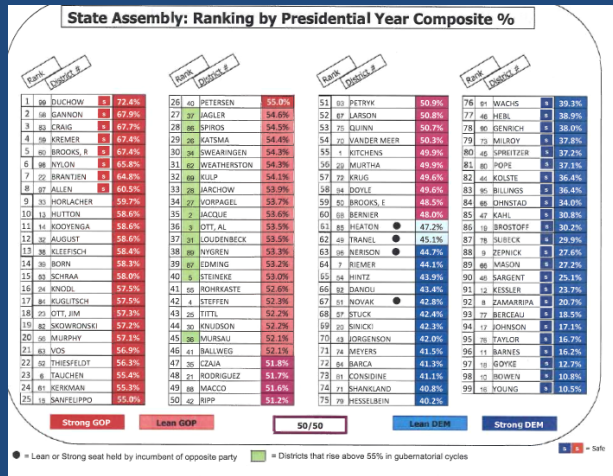 State Assembly: Ranking by Presidential Year Composite %
Rank District #
1 99 DUCHOW S 72.4%
2 58 GANNON S 67.9%
3 83 CRAIG S 67.7%
4 59 KREMER S 67.4%
5 60 BROOKS, R S 67.4%
6 98 NYLON S 65.8%
7 22 BRANTJEN S 64.8%
8 97 ALLEN S 60.5%
9 33 HORLACHER 59.7%
10 13 HUTTON 58.6%
11 14 KOOYENGA 58.6%
12 32 AUGUST 58.6%
13 38 KLEEFISCH 58.4%
14 39 BORN 58.3%
15 53 SCHRAA 58.0%
16 24 KNODL 57.5%
17 84 KUGLITSCH 57.5%
18 23 OTT, JIM 57.3%
19 82 SKOWRONSKI 57.2%
20 56 MURPHY 57.1%
21 63 VOS 56.9%
22 52 THIESFELDT 56.3%
23 6 TAUCHEN 55.4%
24 61 KERKMAN 55.3%
25 15 SANFELIPPO 55.0%
Rank District #
26 40 PETERSEN 55.0%
27 37 JAGLER 54.6%
28 86 SPIROS 54.5%
29 26 KATSMA 54.4%
30 34 SWEARINGEN 54.3%
31 62 WEATHERSTON 54.3%
32 69 KULP 54.1%
33 28 JARCHOW 53.9%
34 27 VORPAGEL 53.7%
35 2 JACQUE 53.6%
36 3 OTT, AL 53.5%
37 31 LOUDENBECK 53.5%
38 89 NYGREN 53.3%
39 87 EDMING 53.2%
40 5 STEINEKE 53.0%
41 55 ROHRKASTE 52.6%
42 4 STEFFEN 52.3%
43 25 TITTL 52.2%
44 30 KNUDSON 52.2%
45 36 MURSAU 52.1%
46 41 BALLWEG 52.1%
47 35 CZAJA 51.8%
48 21 RODRIGUEZ 51.7%
49 88 MACCO 51.6%
50 42 RIPP 51.2%
Rank District #
51 93 PETRYK 50.9%
52 67 LARSON 50.8%
53 75 QUINN 50.7%
54 70 VANDER MEER 50.3%
55 1 KITCHENS 49.9%
56 29 MURTHA 49.9%
57 72 KRUG 49.6%
58 94 DOYLE 49.6%
59 50 BROOKS, E 48.5%
60 68 BERNIER 48.0%
61 85 HEATON 47.2%
62 49 TRANEL 45.1%
63 96 NERISON 44.7%
64 7 RIEMER 44.1%
65 54 HINTZ 43.9%
66 92 DANOU 43.4%
67 51 NOVAK 42.8%
68 57 STUCK 42.4%
69 20 SINICKI 42.3%
70 43 JORGENSON 42.0%
71 74 MEYERS 41.5%
72 64 BARCA 41.3%
73 91 CONSIDINE 41.1%
74 71 SHANKLAND 40.8%
75 79 HESSELBEIN 40.2%
Rank District #
76 91 WACHS S 39.3%
77 46 HEBL S 38.9%
78 80 GENRICH S 38.0%
79 73 MILROY S 37.8%
80 45 SPREITZER S 37.2%
81 80 POPE S 37.1%
82 44 KOLSTE S 36.4%
83 95 BILLINGS S 36.4%
84 65 OHNSTAD S 34.0%
85 47 KAHL S 30.8%
86 19 BROSTOFF S 30.2%
87 78 SUBECK S 29.9%
88 9 ZEPNICK S 27.6%
89 66 MASON S 27.2%
90 48 SARGENT S 25.1%
91 12 KESSLER S 23.7%
92 8 ZAMARRIPA S 20.7%
93 77 BERCEAU S 18.5%
94 17 JOHNSON S 17.1%
95 76 TAYLOR S 16.7%
96 11 BARNES S 16.2%
97 18 GOYKE S 12.7%
98 10 BOWEN S 10.8%
99 16 YOUNG S 10.5%
Strong GOP Lean GOP 50/50 Lean DEM Strong DEM
= Lean or Strong seat held by incumbent of opposite party = Districts that rise above 55% in gubernatorial cycles S S = Safe